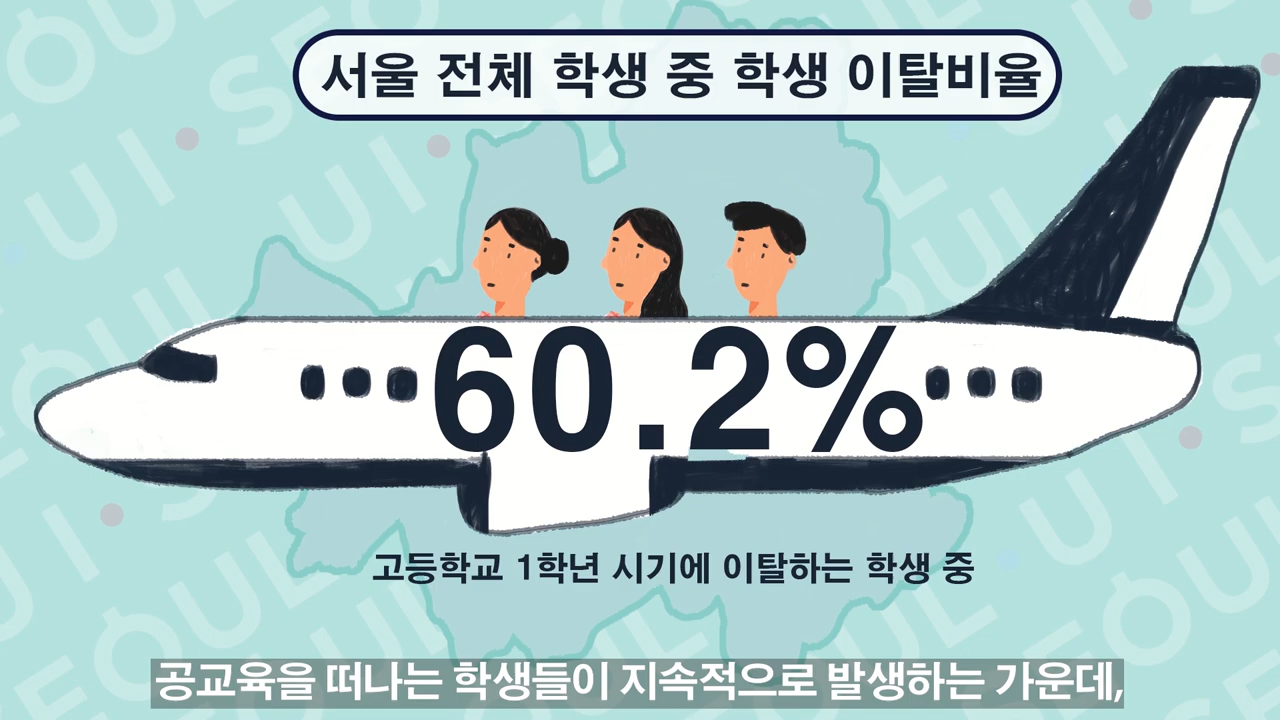 서울 전체 학생 중 학생 이탈비율
60.2%
고등학교 1학년 시기에 이탈하는 학생 중
공교육을 떠나는 학생들이 지속적으로 발생하는 가운데,